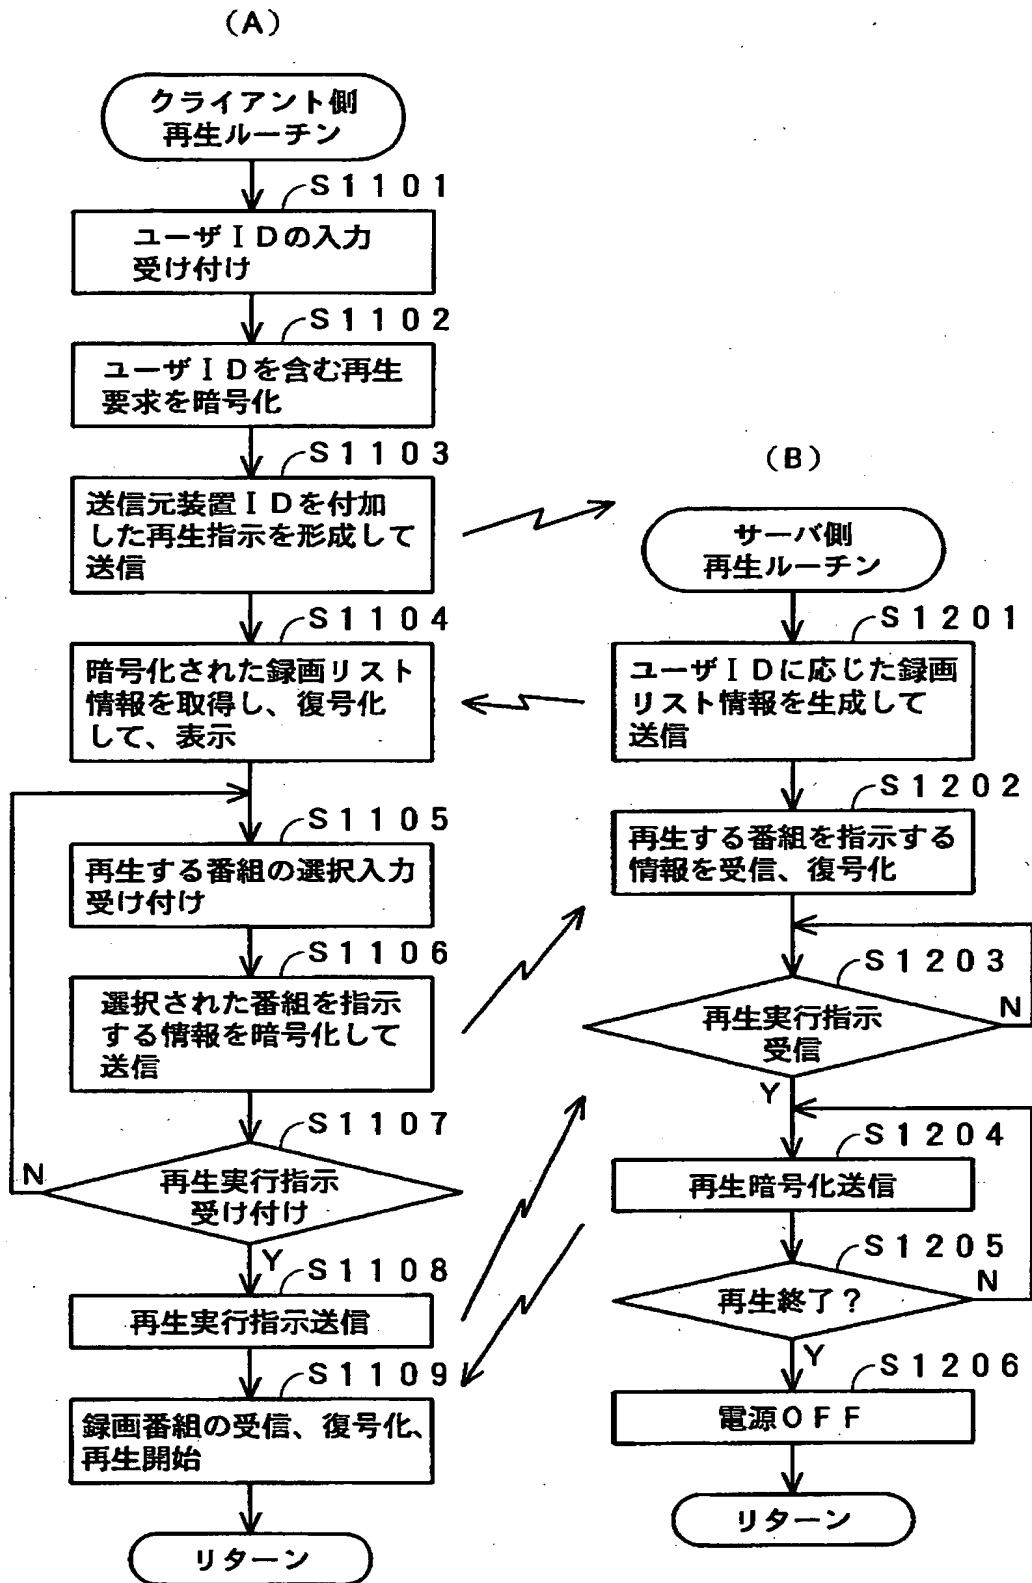 (A)
クライアント側
再生ルーチン
S1101
ユーザIDの入力
受け付け
S1102
ユーザIDを含む再生
要求を暗号化
S1103
送信元装置IDを付加
した再生指示を形成して
送信
S1104
暗号化された録画リスト
情報を取得し、復号化
して、表示
S1105
再生する番組の選択入力
受け付け
S1106
選択された番組を指示
する情報を暗号化して
送信
S1107
N
再生実行指示
受け付け
Y
S1108
再生実行指示送信
S1109
録画番組の受信、復号化、
再生開始
リターン
(B)
サーバ側
再生ルーチン
S1201
ユーザIDに応じた録画
リスト情報を生成して
送信
S1202
再生する番組を指示する
情報を受信、復号化
S1203
再生実行指示
受信
N
Y
S1204
再生暗号化送信
S1205
再生終了？
N
Y
S1206
電源OFF
リターン